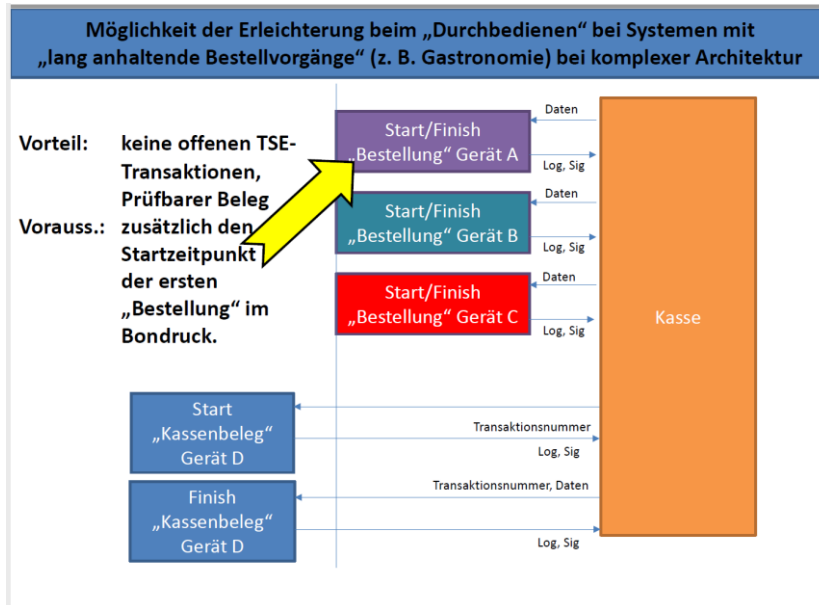 Möglichkeit der Erleichterung beim „Durchbedienen“ bei Systemen mit
„lang anhaltende Bestellvorgänge“ (z. B. Gastronomie) bei komplexer Architektur
Vorteil: keine offenen TSE-
Transaktionen,
Prüfbarer Beleg
Vorauss.: zusätzlich den
Startzeitpunkt
der ersten
„Bestellung“ im
Bondruck.
Start/Finish
„Bestellung“ Gerät A
Daten
Log, Sig
Start/Finish
„Bestellung“ Gerät B
Daten
Log, Sig
Start/Finish
„Bestellung“ Gerät C
Daten
Log, Sig
Kasse
Start
„Kassenbeleg“
Gerät D
Transaktionsnummer
Log, Sig
Finish
„Kassenbeleg“
Gerät D
Transaktionsnummer, Daten
Log, Sig